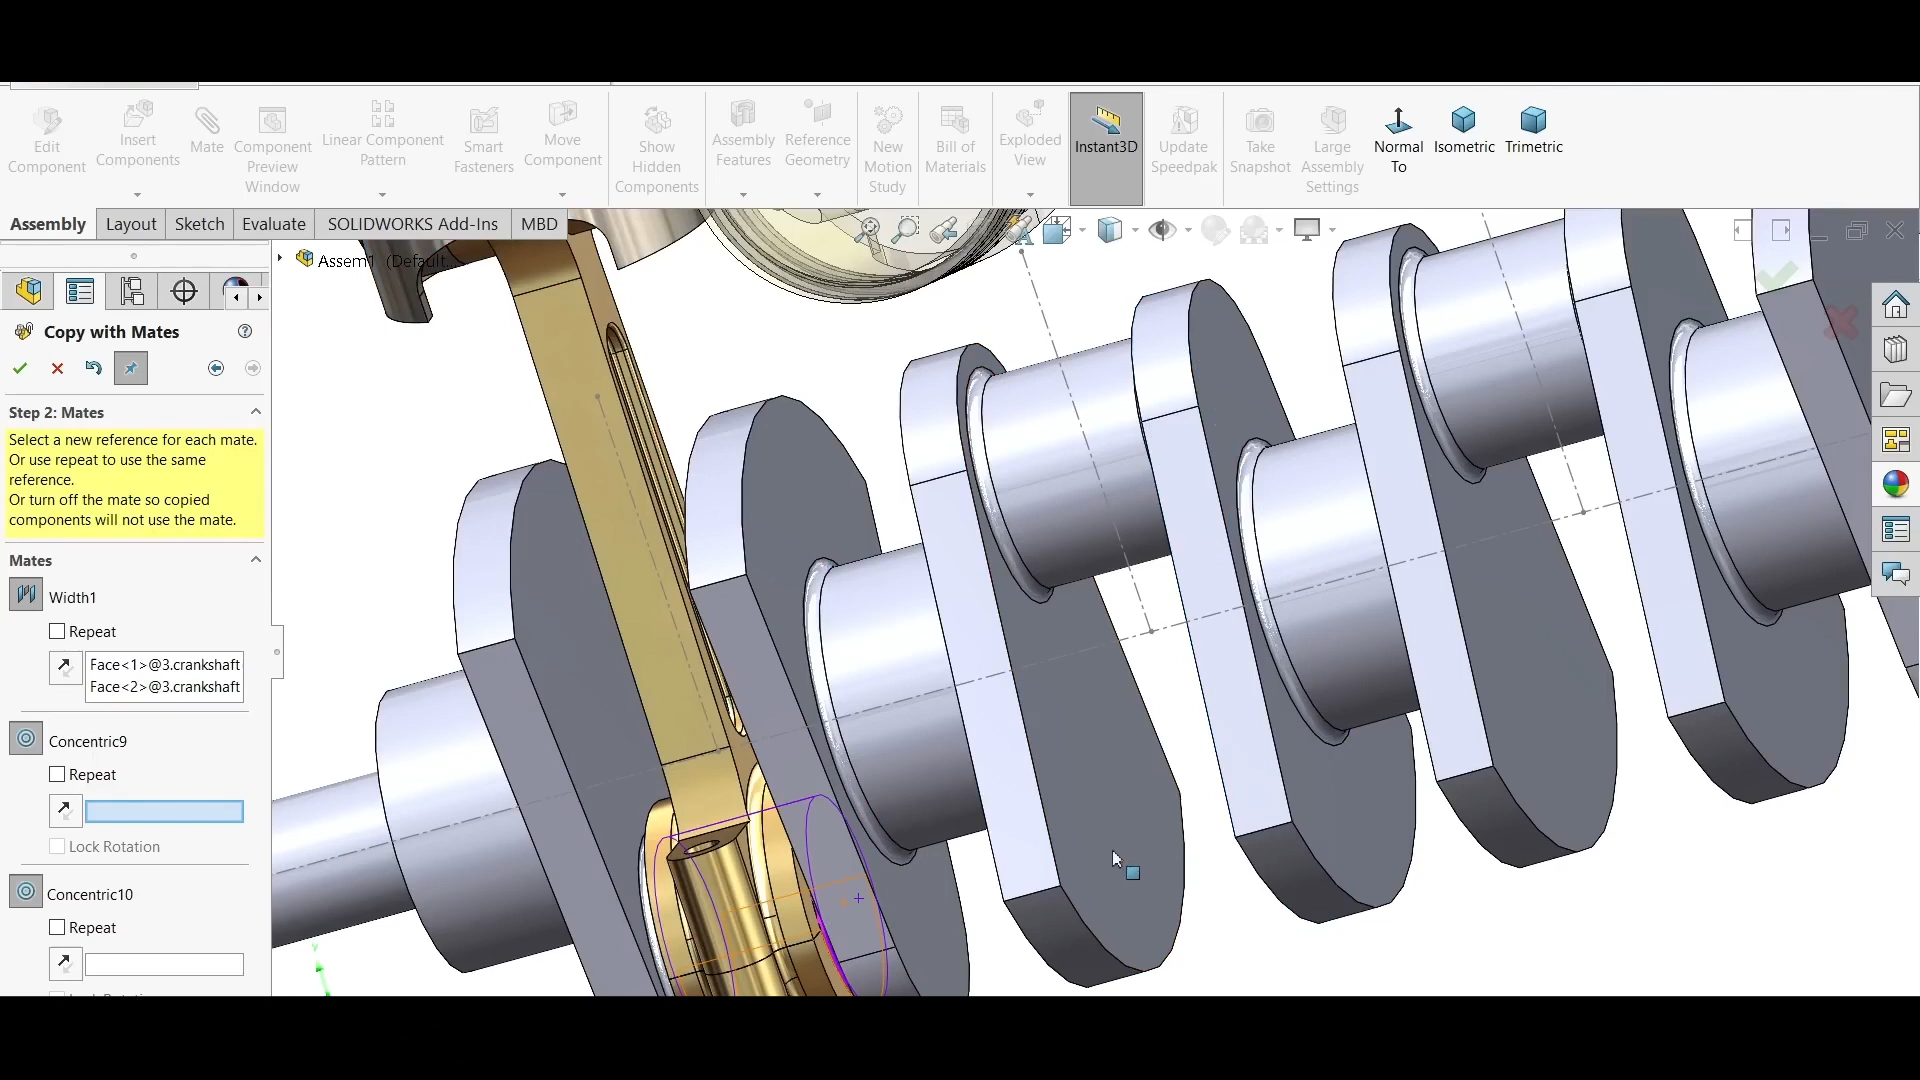 Edit
Component
Insert
Components
Mate
Component
Preview
Window
Linear Component
Pattern
Smart
Fasteners
Move
Component
Show
Hidden
Components
Assembly
Features
Reference
Geometry
New
Motion
Study
Bill of
Materials
Exploded
View
Instant3D
Update
Speedpak
Take
Snapshot
Large
Assembly
Settings
Normal
To
Isometric
Trimetric
Assembly
Layout
Sketch
Evaluate
SOLIDWORKS Add-Ins
MBD
Assem1 (Default...
Copy with Mates
Step 2: Mates
Select a new reference for each mate.
Or use repeat to use the same
reference.
Or turn off the mate so copied
components will not use the mate.
Mates
Width1
Repeat
Face<1>@3.crankshaft
Face<2>@3.crankshaft
Concentric9
Repeat
Lock Rotation
Concentric10
Repeat